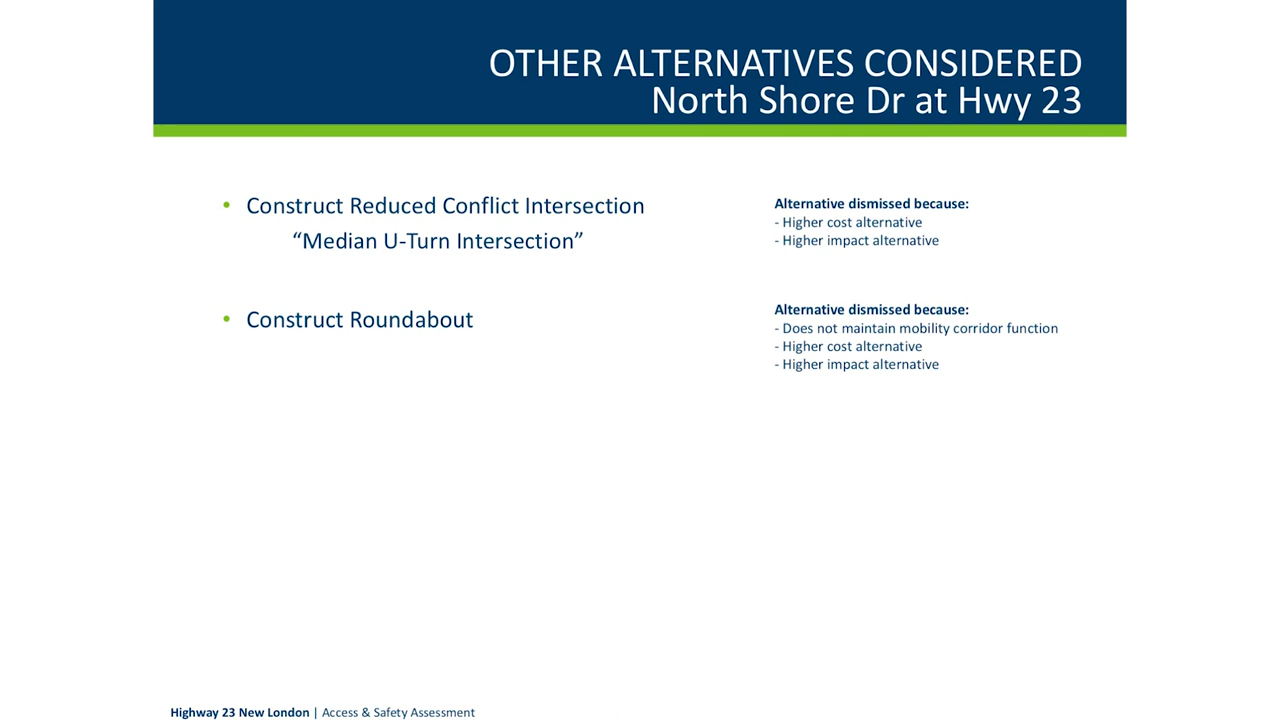 OTHER ALTERNATIVES CONSIDERED
North Shore Dr at Hwy 23
• Construct Reduced Conflict Intersection
“Median U-Turn Intersection”
Alternative dismissed because:
- Higher cost alternative
- Higher impact alternative
• Construct Roundabout
Alternative dismissed because:
- Does not maintain mobility corridor function
- Higher cost alternative
- Higher impact alternative
Highway 23 New London | Access & Safety Assessment